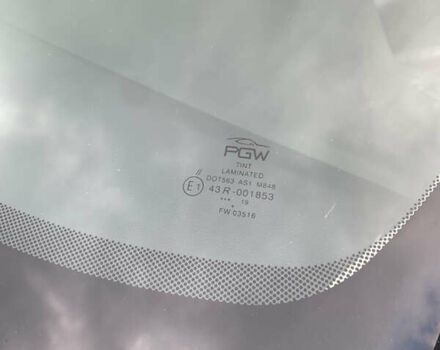 PGW
TINT
LAMINATED
DOT563 AS1 M848
//
E1 43R-001853
... 19
FW 03516